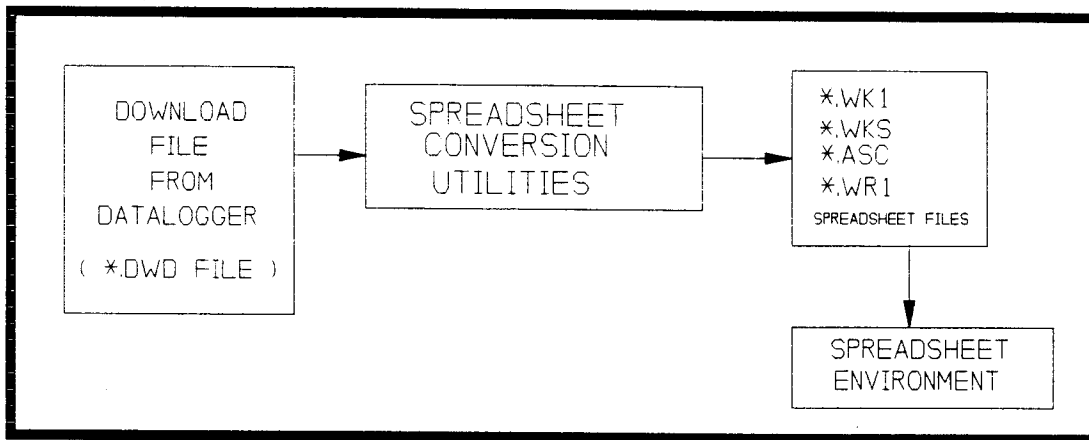 DOWNLOAD
FILE
FROM
DATALOGGER
( *.DWD FILE )
SPREADSHEET
CONVERSION
UTILITIES
*.WK1
*.WKS
*.ASC
*.WR1
SPREADSHEET FILES
SPREADSHEET
ENVIRONMENT